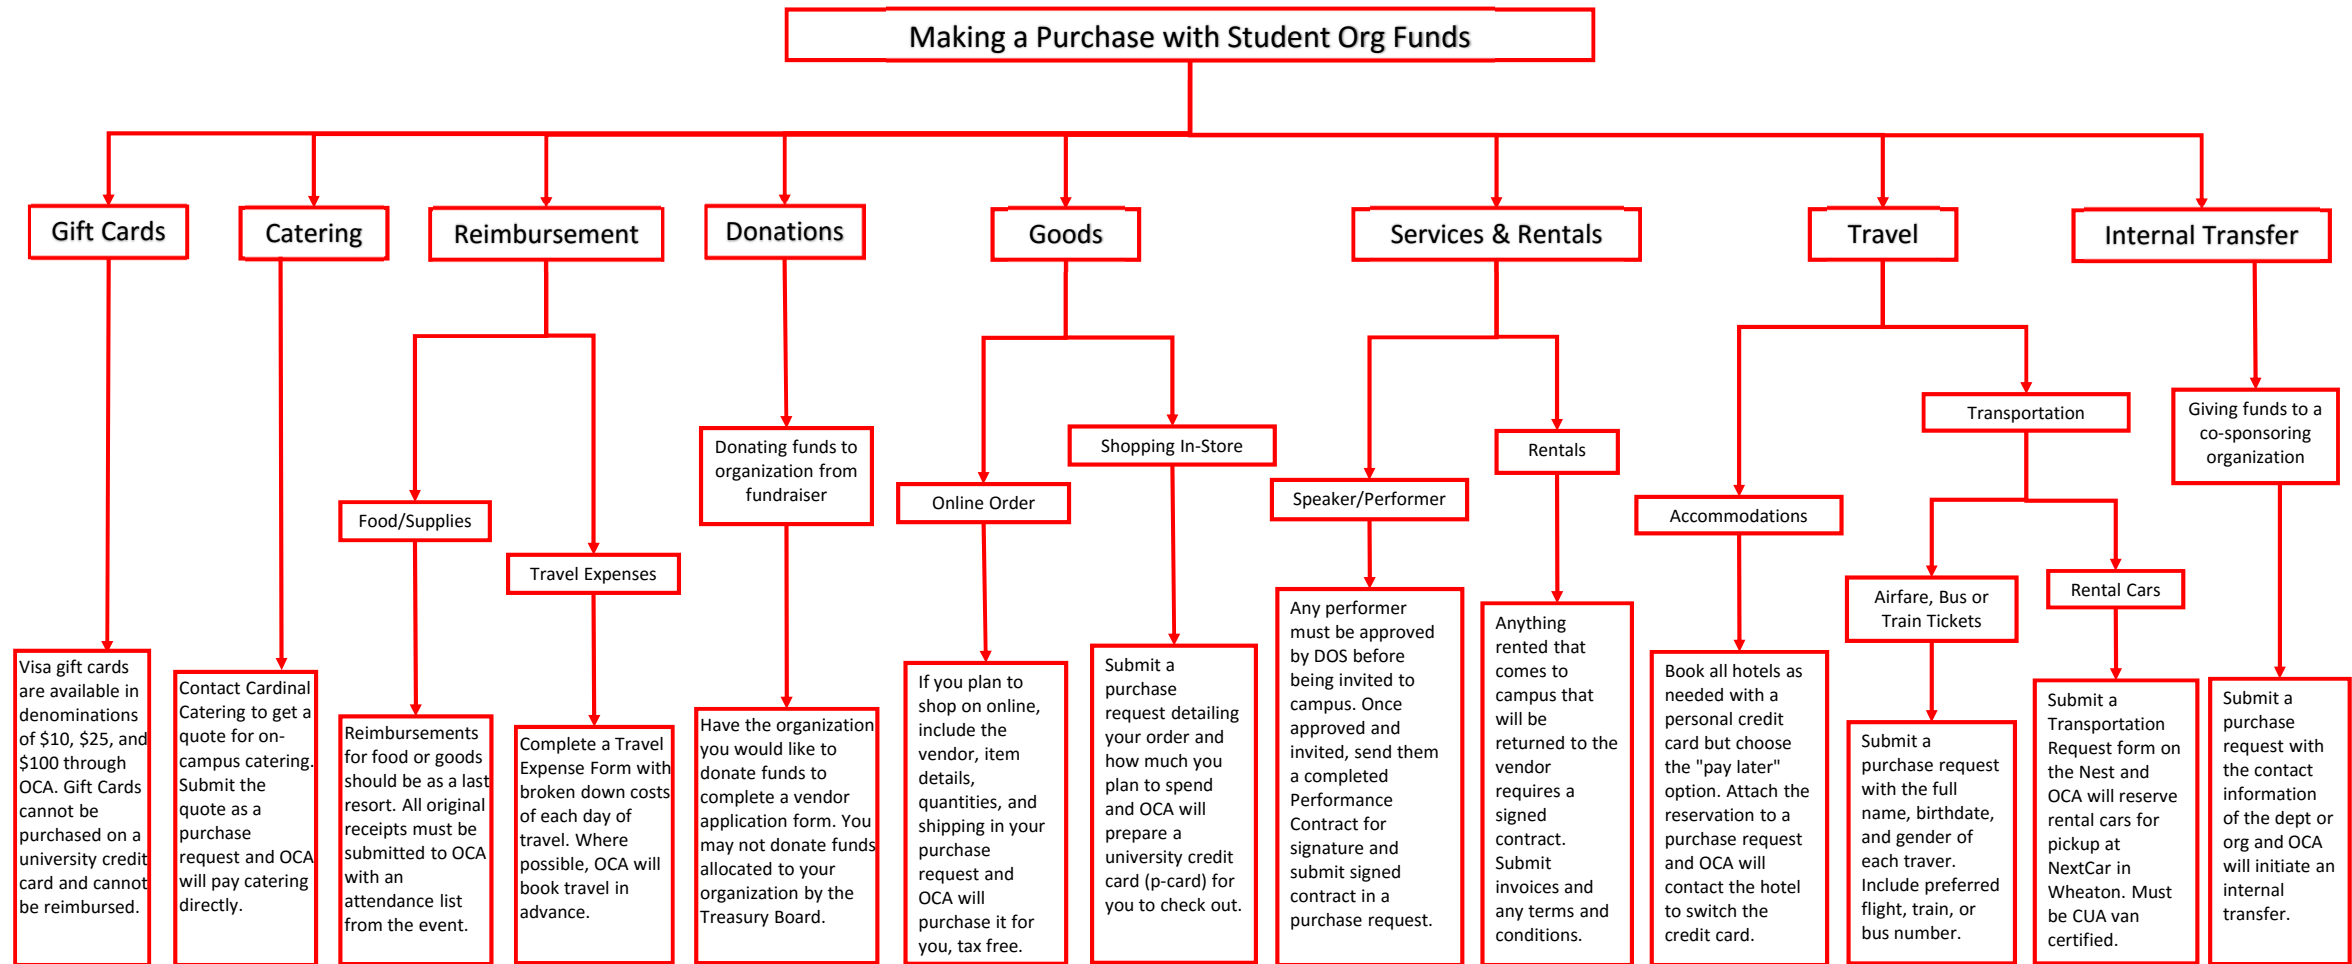 Making a Purchase with Student Org Funds
Gift Cards
Catering
Reimbursement
Donations
Goods
Services & Rentals
Travel
Internal Transfer
Visa gift cards
are available in
denominations
of $10, $25, and
$100 through
OCA. Gift Cards
cannot be
purchased on a
university credit
card and cannot
be reimbursed.
Contact Cardinal
Catering to get a
quote for on-
campus catering.
Submit the
quote as a
purchase
request and OCA
will pay catering
directly.
Food/Supplies
Reimbursements
for food or goods
should be as a last
resort. All original
receipts must be
submitted to OCA
with an
attendance list
from the event.
Travel Expenses
Complete a Travel
Expense Form with
broken down costs
of each day of
travel. Where
possible, OCA will
book travel in
advance.
Donating funds to
organization from
fundraiser
Have the organization
you would like to
donate funds to
complete a vendor
application form. You
may not donate funds
allocated to your
organization by the
Treasury Board.
Online Order
If you plan to
shop on online,
include the
vendor, item
details,
quantities, and
shipping in your
purchase
request and
OCA will
purchase it for
you, tax free.
Shopping In-Store
Submit a
purchase
request detailing
your order and
how much you
plan to spend
and OCA will
prepare a
university credit
card (p-card) for
you to check out.
Speaker/Performer
Any performer
must be approved
by DOS before
being invited to
campus. Once
approved and
invited, send them
a completed
Performance
Contract for
signature and
submit signed
contract in a
purchase request.
Rentals
Anything
rented that
comes to
campus that
will be
returned to the
vendor
requires a
signed
contract.
Submit
invoices and
any terms and
conditions.
Accommodations
Book all hotels as
needed with a
personal credit
card but choose
the "pay later"
option. Attach the
reservation to a
purchase request
and OCA will
contact the hotel
to switch the
credit card.
Transportation
Airfare, Bus or
Train Tickets
Submit a
purchase request
with the full
name, birthdate,
and gender of
each traver.
Include preferred
flight, train, or
bus number.
Rental Cars
Submit a
Transportation
Request form on
the Nest and
OCA will reserve
rental cars for
pickup at
NextCar in
Wheaton. Must
be CUA van
certified.
Giving funds to a
co-sponsoring
organization
Submit a
purchase
request with
the contact
information
of the dept or
org and OCA
will initiate an
internal
transfer.